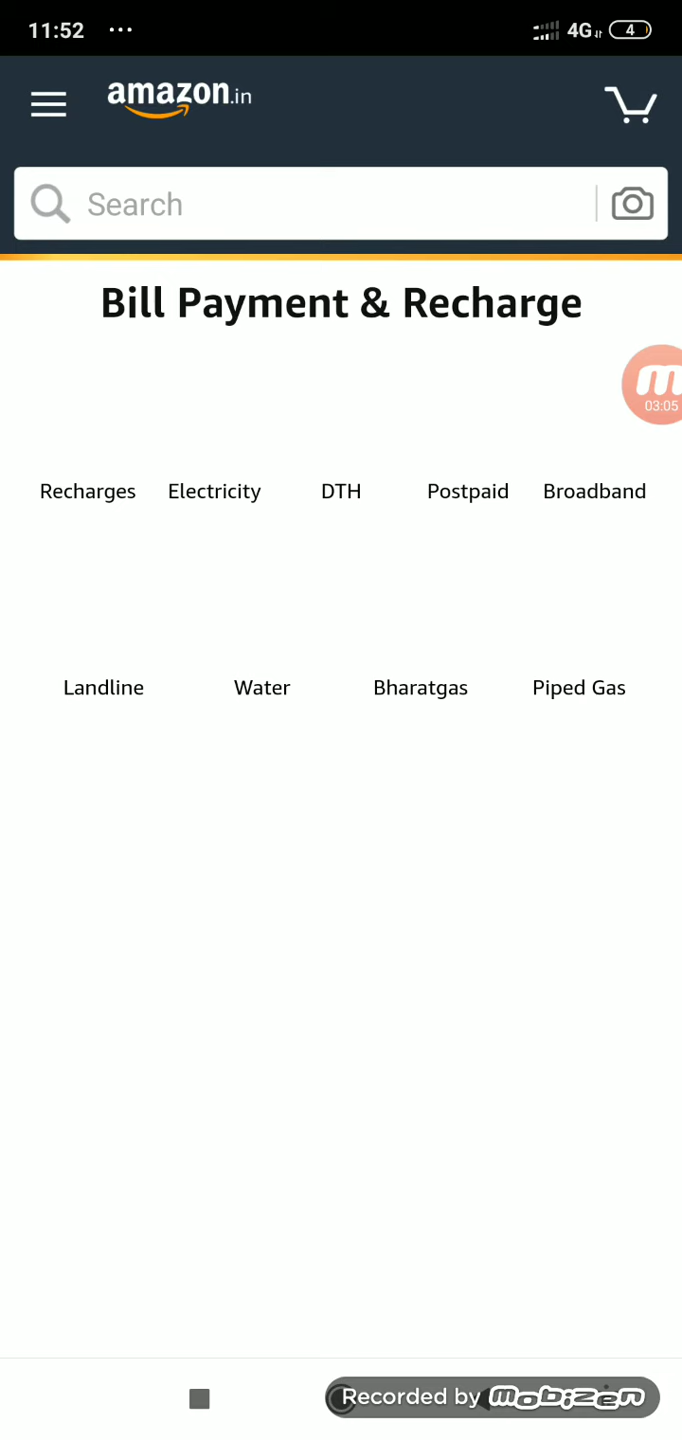 11:52 ... 4G 4
amazon.in
Search
Bill Payment & Recharge
03:05
Recharges Electricity DTH Postpaid Broadband
Landline Water Bharatgas Piped Gas
Recorded by mobizen